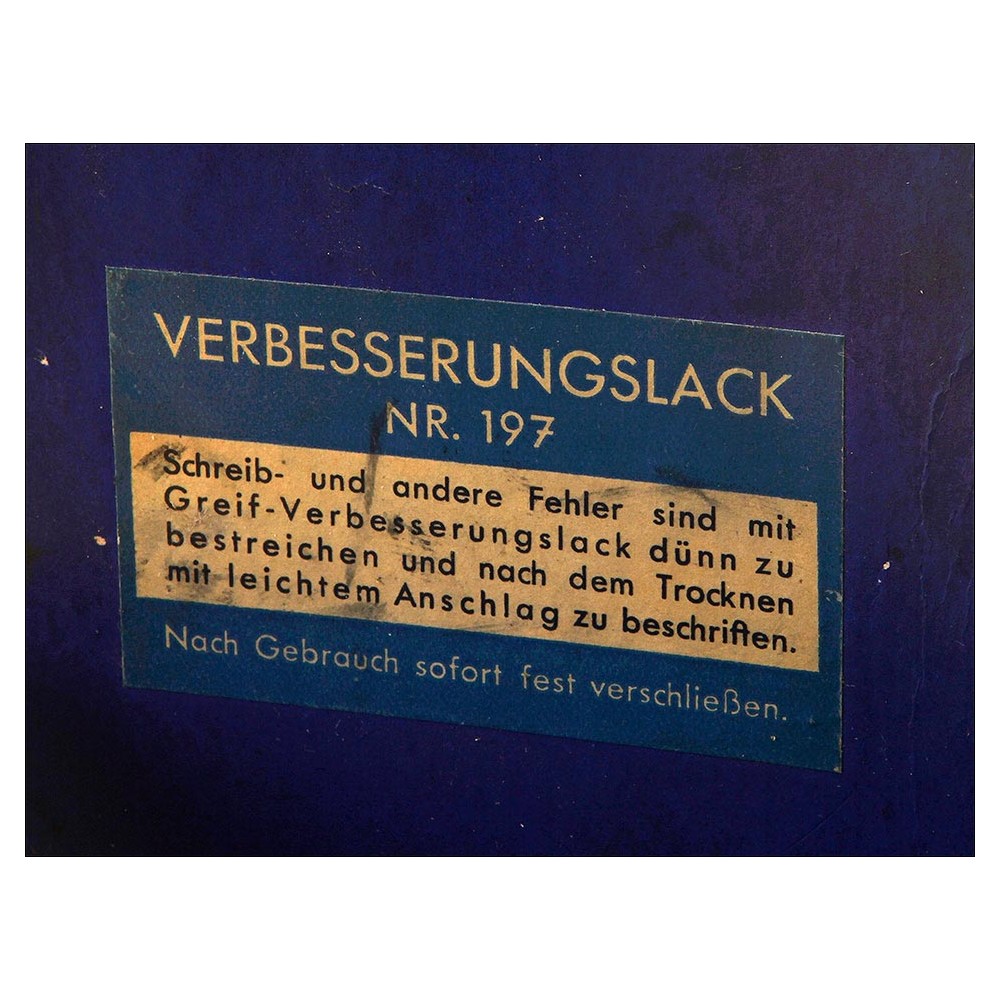 VERBESSERUNGSLACK
NR. 197
Schreib- und andere Fehler sind mit
Greif-Verbesserungslack dünn zu
bestreichen und nach dem Trocknen
mit leichtem Anschlag zu beschriften.
Nach Gebrauch sofort fest verschließen.